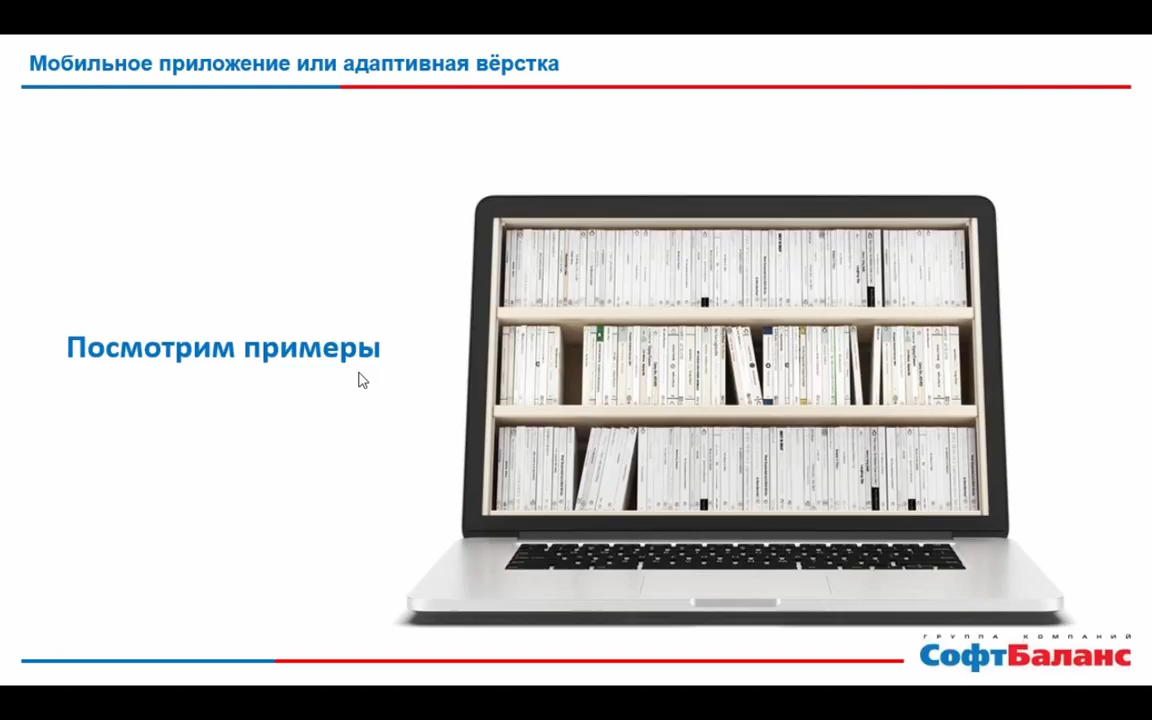 Мобильное приложение или адаптивная вёрстка
Посмотрим примеры
ГРУППА КОМПАНИЙ
СофтБаланс